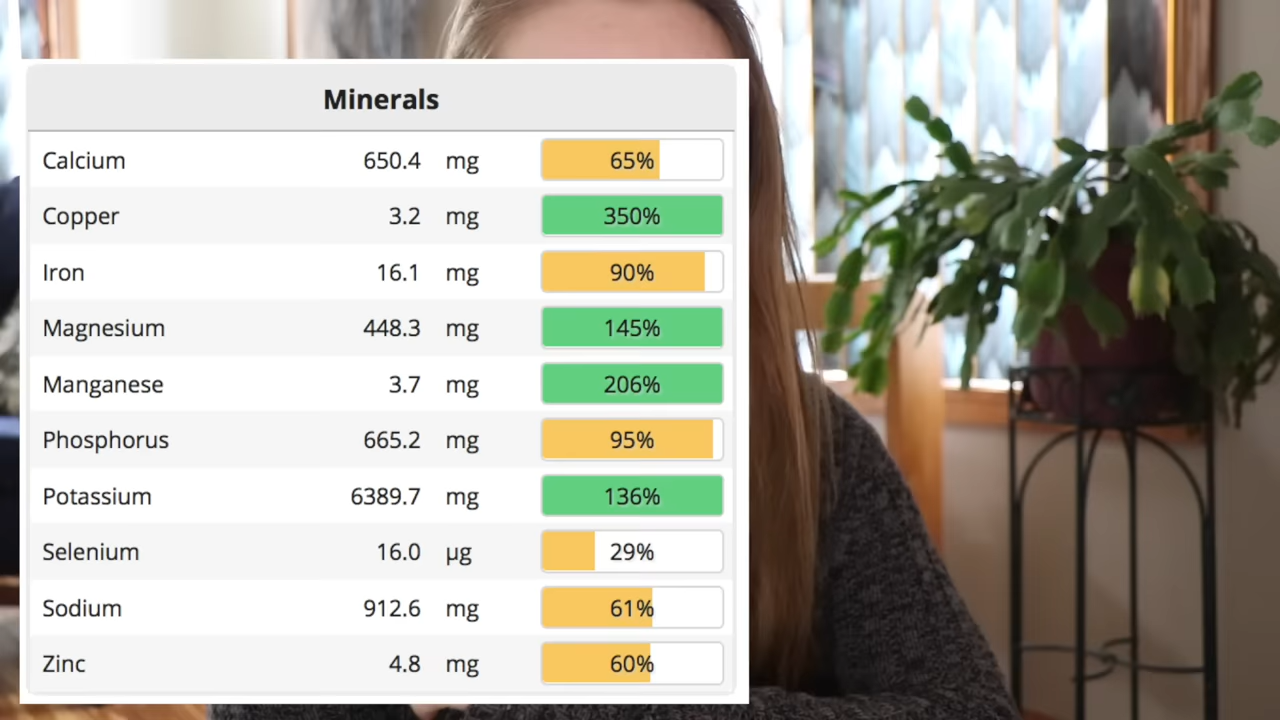 Minerals
Calcium 650.4 mg 65%
Copper 3.2 mg 350%
Iron 16.1 mg 90%
Magnesium 448.3 mg 145%
Manganese 3.7 mg 206%
Phosphorus 665.2 mg 95%
Potassium 6389.7 mg 136%
Selenium 16.0 µg 29%
Sodium 912.6 mg 61%
Zinc 4.8 mg 60%